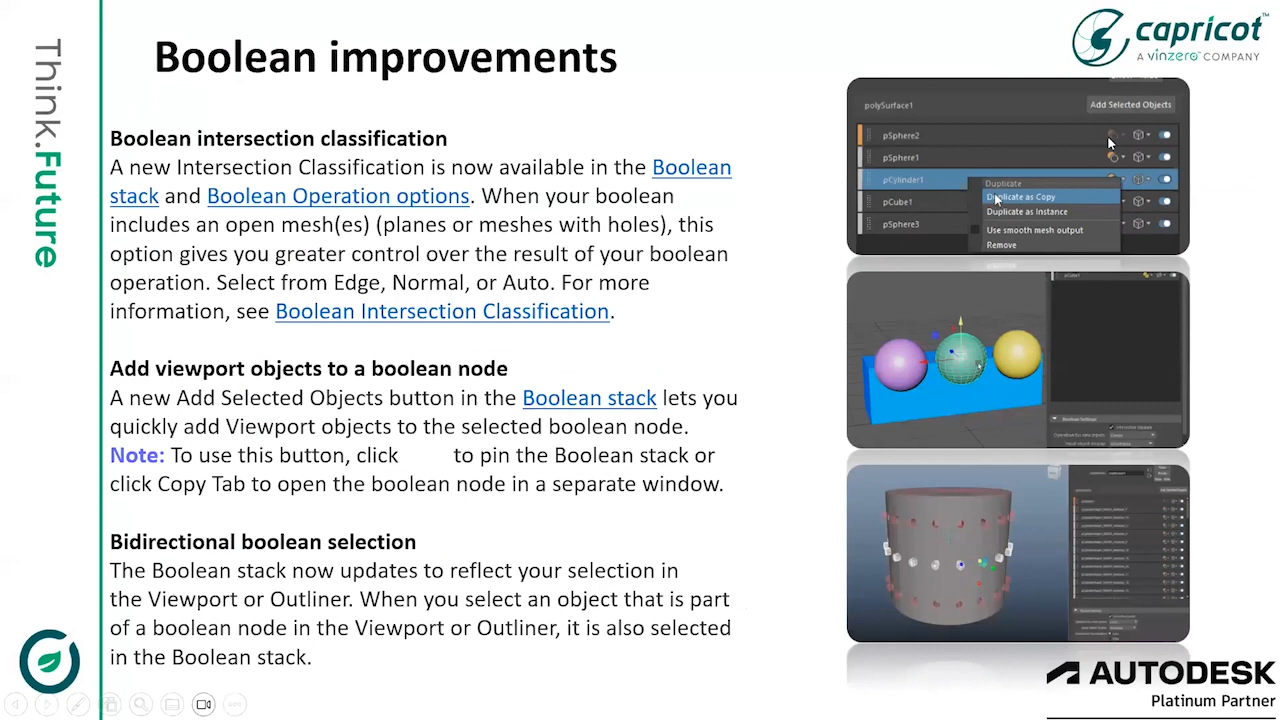 Think.Future
Boolean improvements
capricot™
A VINZERO COMPANY
Boolean intersection classification
A new Intersection Classification is now available in the Boolean
stack and Boolean Operation options. When your boolean
includes an open mesh(es) (planes or meshes with holes), this
option gives you greater control over the result of your boolean
operation. Select from Edge, Normal, or Auto. For more
information, see Boolean Intersection Classification.
Add viewport objects to a boolean node
A new Add Selected Objects button in the Boolean stack lets you
quickly add Viewport objects to the selected boolean node.
Note: To use this button, click to pin the Boolean stack or
click Copy Tab to open the boolean node in a separate window.
Bidirectional boolean selection
The Boolean stack now updates to reflect your selection in
the Viewport or Outliner. When you select an object that is part
of a boolean node in the Viewport or Outliner, it is also selected
in the Boolean stack.
polySurface1
Add Selected Objects
pSphere2
pSphere1
pCylinder1
pCube1
pSphere3
Duplicate
Duplicate as Copy
Duplicate as Instance
Use smooth mesh output
Remove
pCube1
Boolean Settings
AUTODESK
Platinum Partner